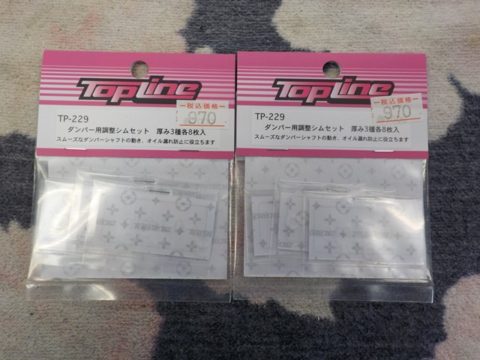 TopLine
税込価格
970
TP-229
ダンパー用調整シムセット　厚み3種各8枚入
スムーズなダンパーシャフトの動き、オイル漏れ防止に役立ちます
TopLine
税込価格
970
TP-229
ダンパー用調整シムセット　厚み3種各8枚入
スムーズなダンパーシャフトの動き、オイル漏れ防止に役立ちます